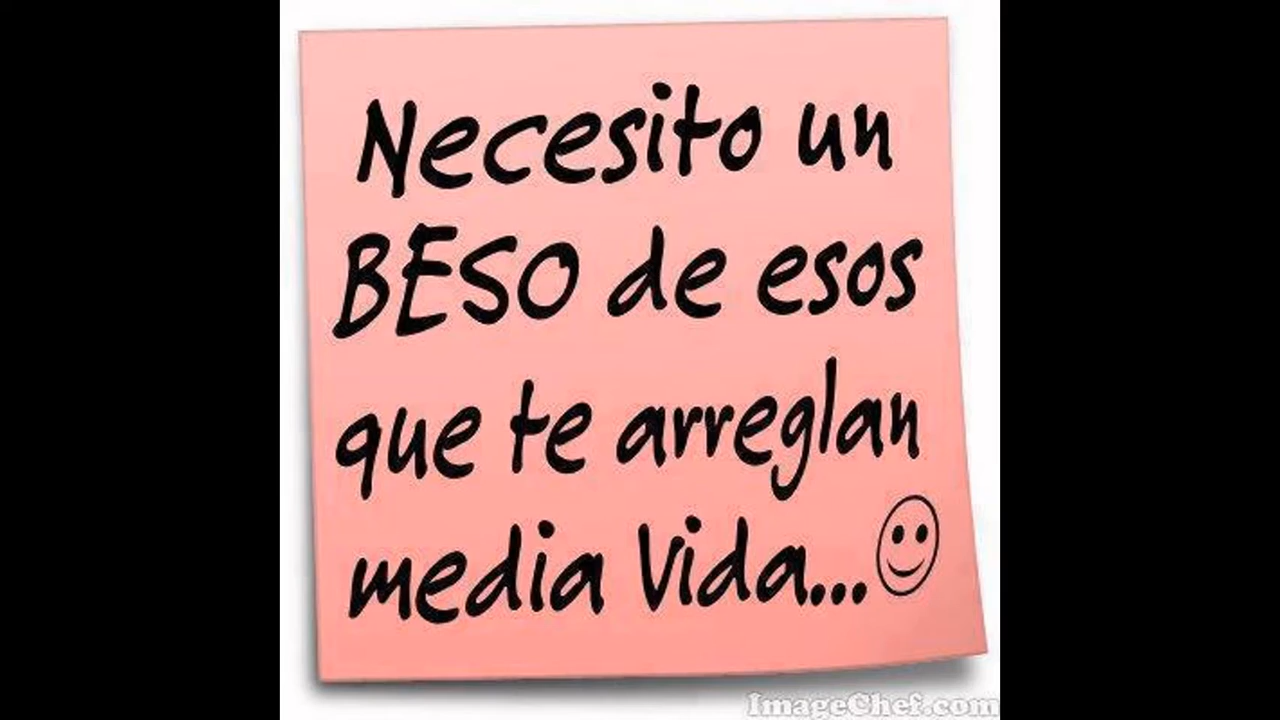 Necesito un
BESO de esos
que te arreglan
media Vida...
ImageChef.com